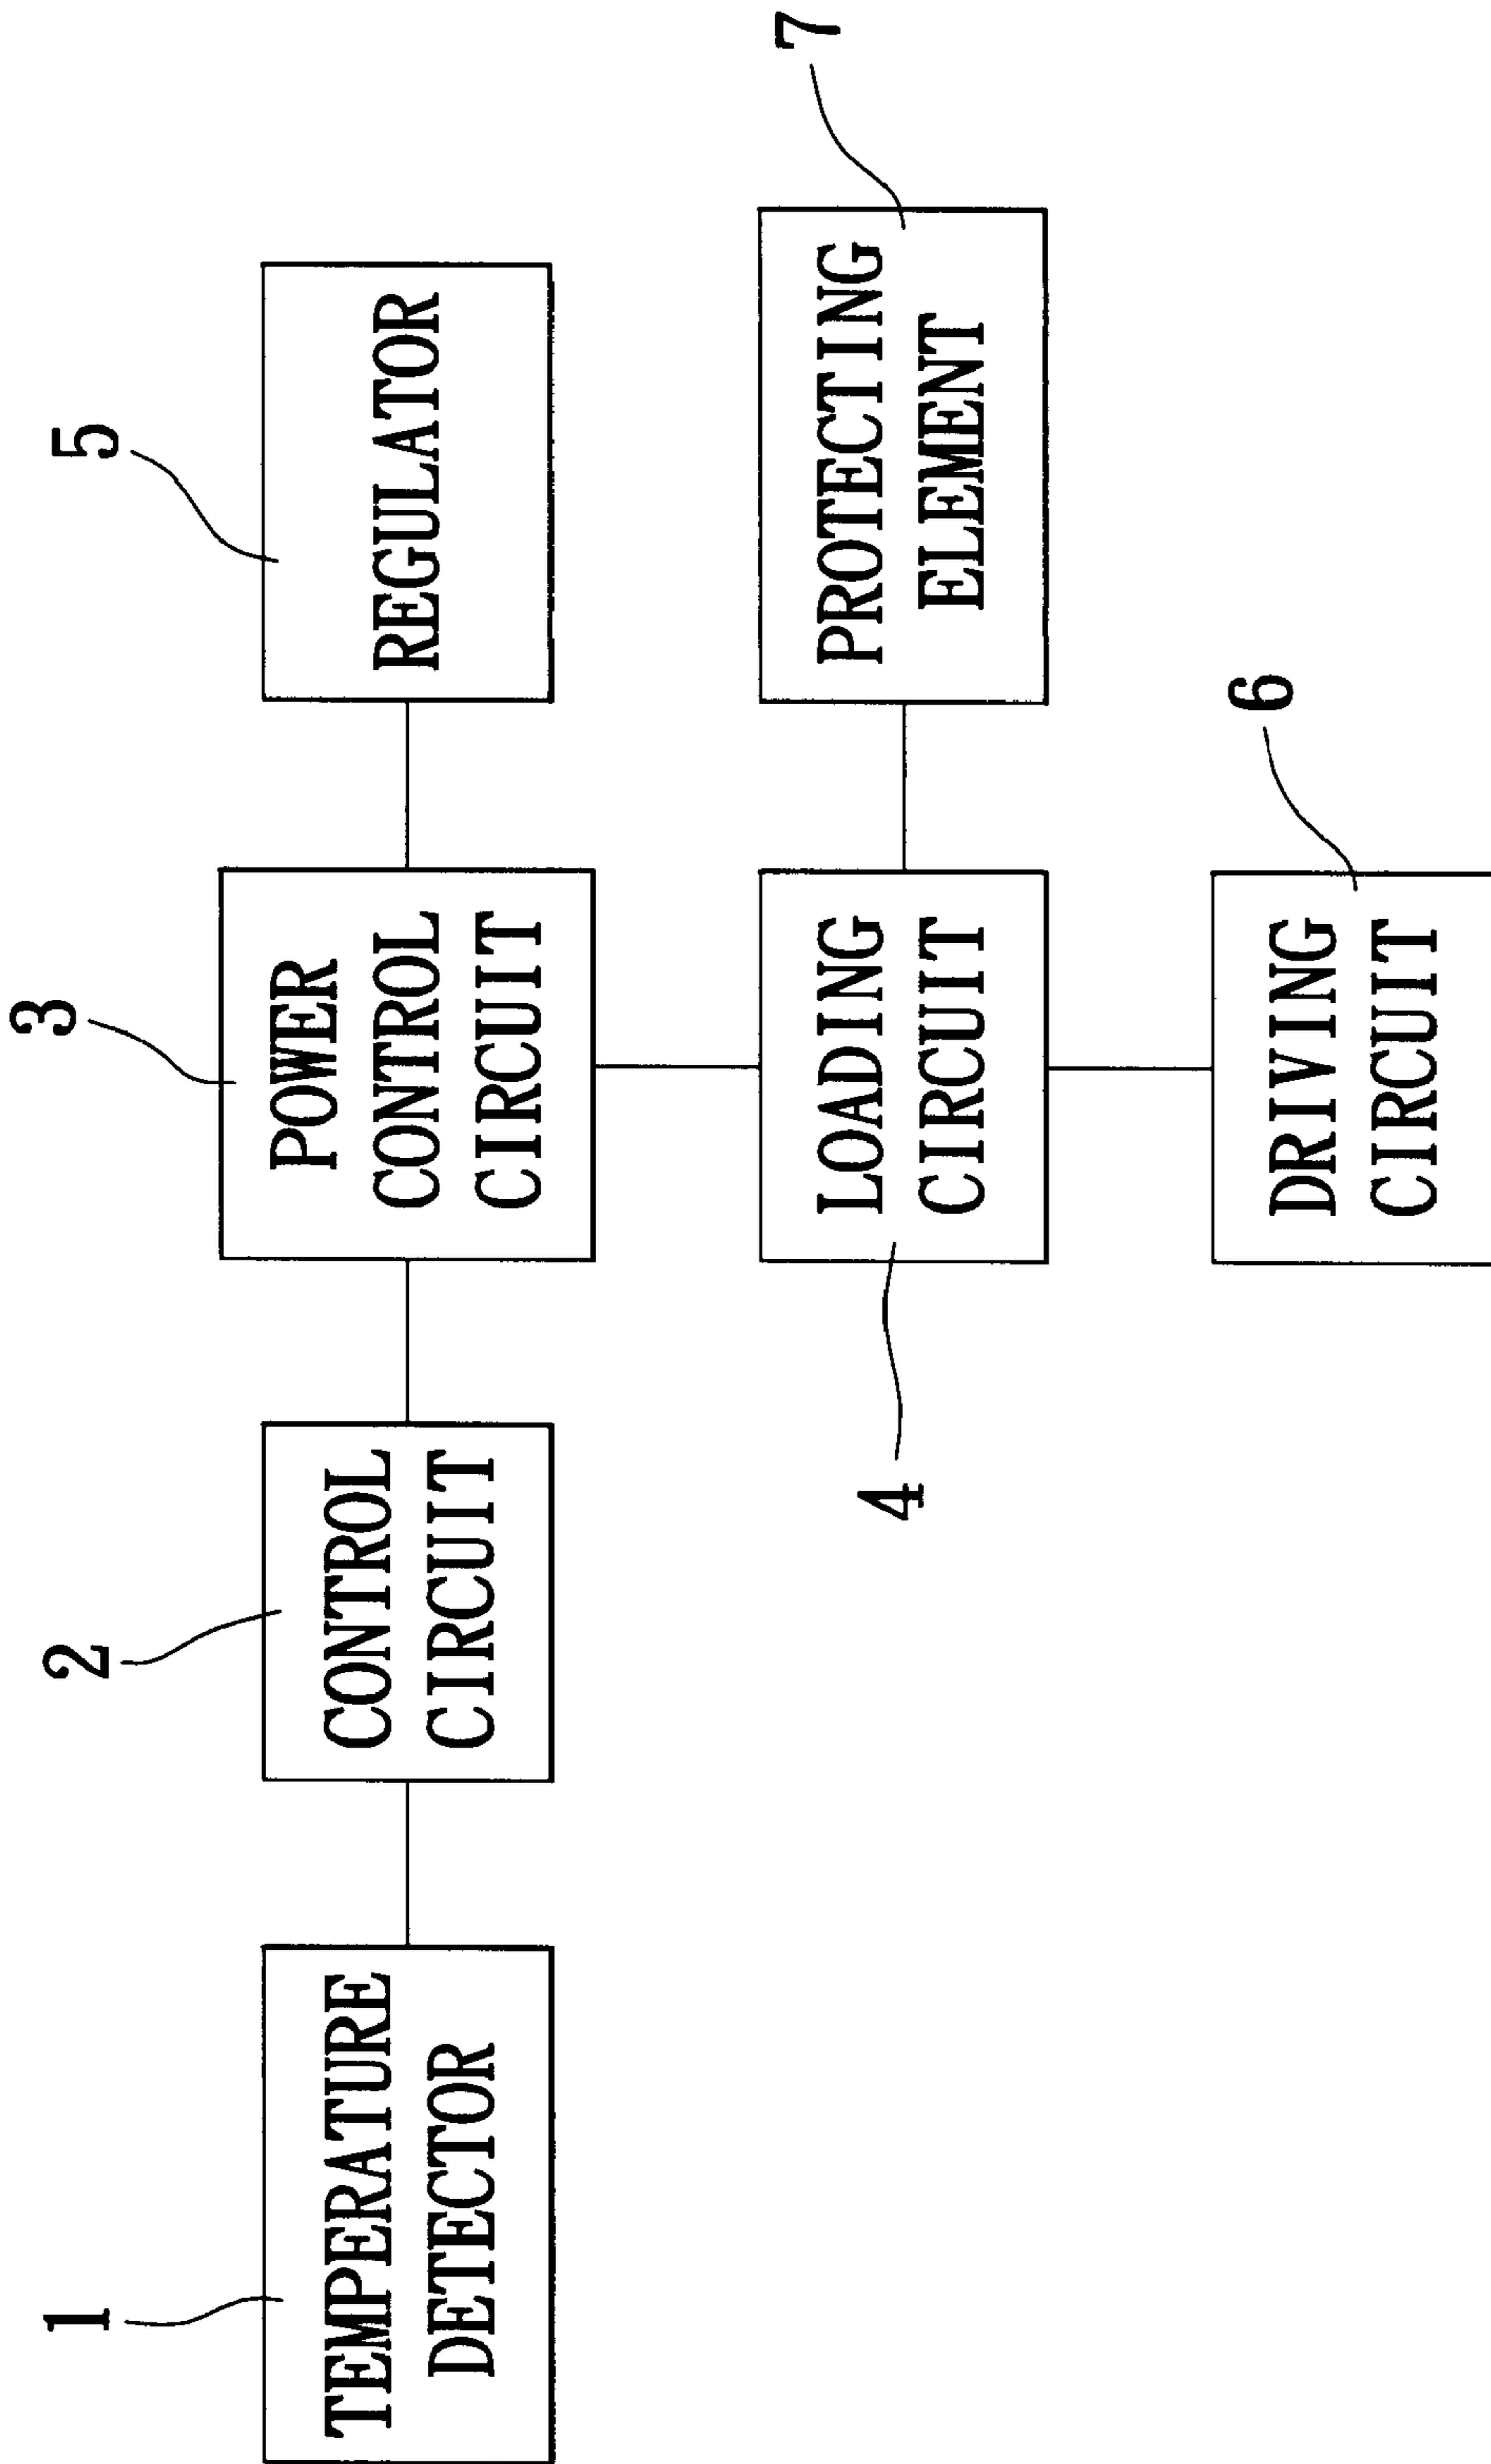 1
TEMPERATURE
DETECTOR
2
CONTROL
CIRCUIT
3
POWER
CONTROL
CIRCUIT
5
REGULATOR
4
LOADING
CIRCUIT
7
PROTECTING
ELEMENT
6
DRIVING
CIRCUIT